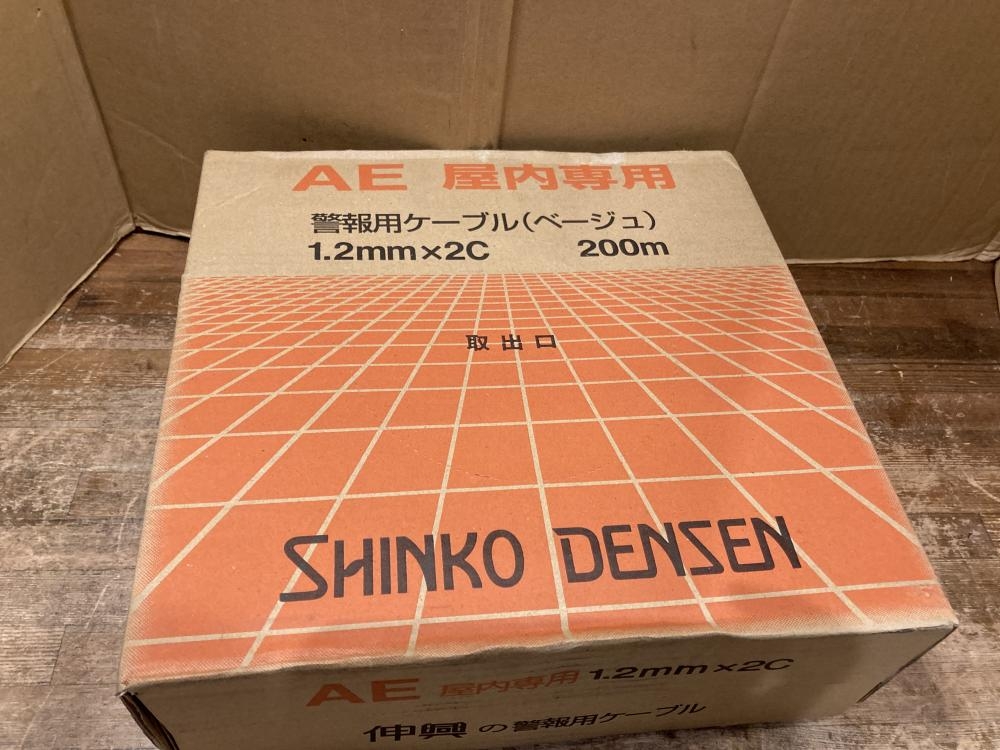 AE 屋内専用
警報用ケーブル(ベージュ)
1.2mm×2C 200m
取出口
SHINKO DENSEN
AE 屋内専用 1.2mm×2C
伸興の警報用ケーブル